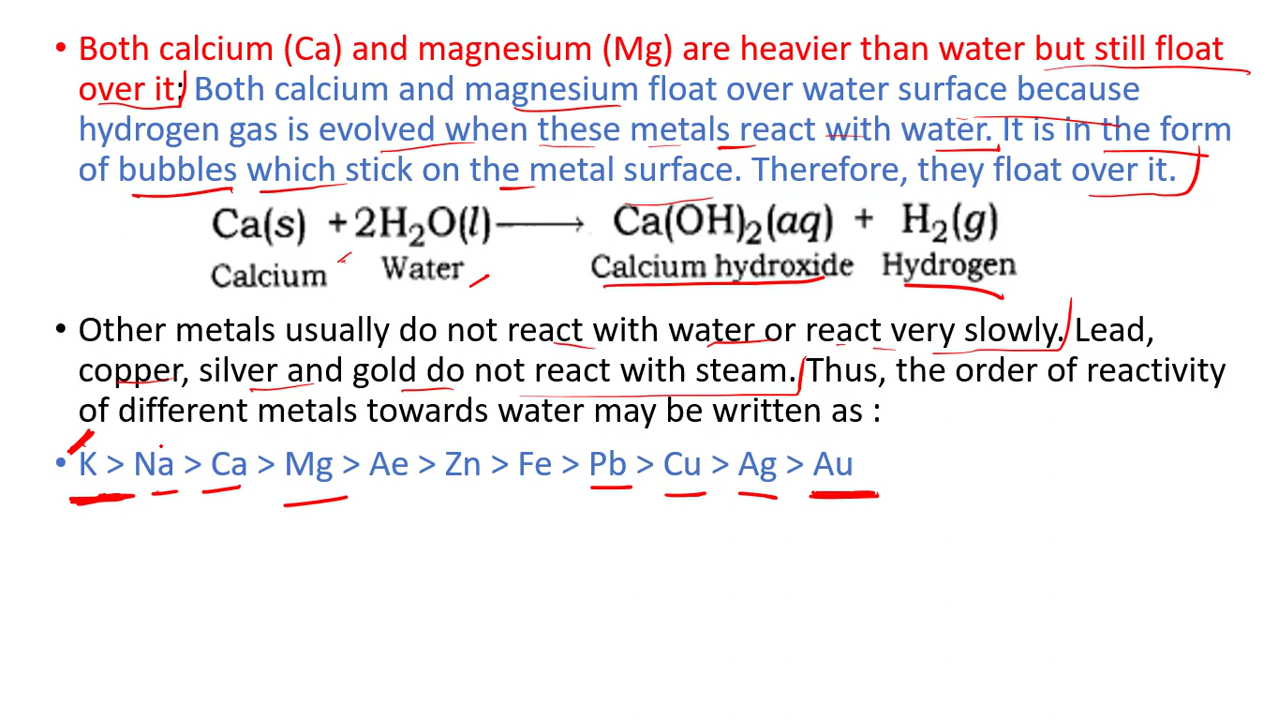 • Both calcium (Ca) and magnesium (Mg) are heavier than water but still float
over it: Both calcium and magnesium float over water surface because
hydrogen gas is evolved when these metals react with water. It is in the form
of bubbles which stick on the metal surface. Therefore, they float over it.
Ca(s) + 2H₂O(l) ⟶ Ca(OH)₂(aq) + H₂(g)
Calcium Water Calcium hydroxide Hydrogen
• Other metals usually do not react with water or react very slowly. Lead,
copper, silver and gold do not react with steam. Thus, the order of reactivity
of different metals towards water may be written as :
• K > Na > Ca > Mg > Ae > Zn > Fe > Pb > Cu > Ag > Au